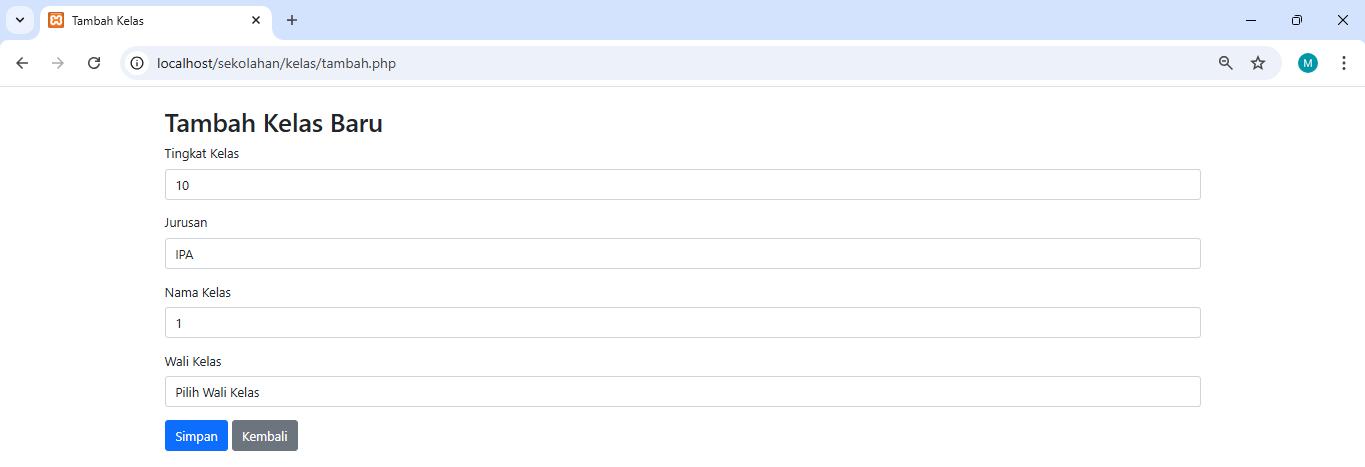 Tambah Kelas
localhost/sekolahan/kelas/tambah.php
M
Tambah Kelas Baru
Tingkat Kelas
10
Jurusan
IPA
Nama Kelas
1
Wali Kelas
Pilih Wali Kelas
Simpan Kembali